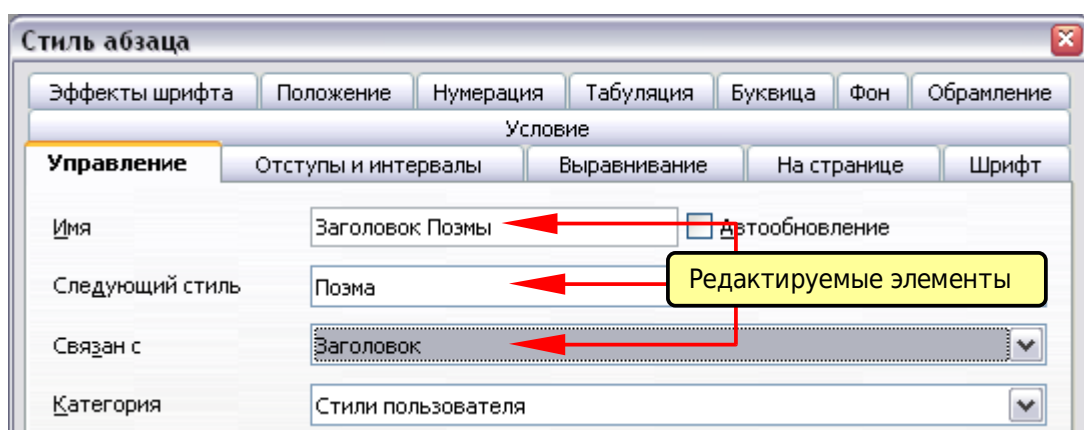 Стиль абзаца
Эффекты шрифта Положение Нумерация Табуляция Буквица Фон Обрамление
Условие
Управление Отступы и интервалы Выравнивание На странице Шрифт
Имя Заголовок Поэмы Автообновление
Следующий стиль Поэма
Редактируемые элементы
Связан с Заголовок
Категория Стили пользователя